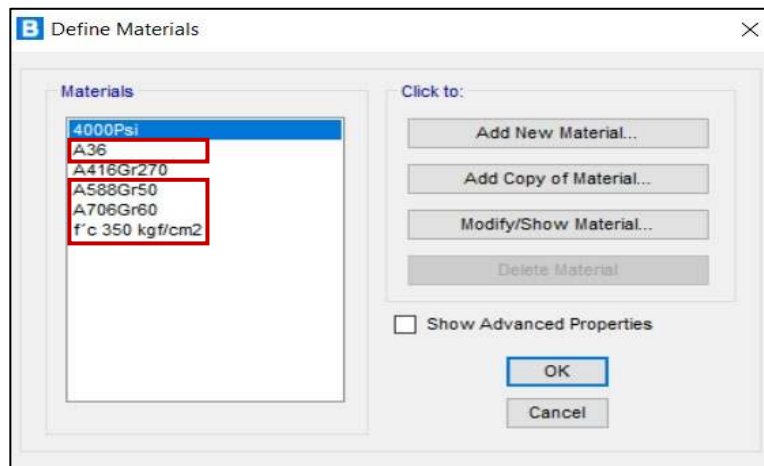 B Define Materials
Materials
4000Psi
A36
A416Gr270
A588Gr50
A706Gr60
f´c 350 kgf/cm2
Click to:
Add New Material...
Add Copy of Material...
Modify/Show Material...
Delete Material
Show Advanced Properties
OK
Cancel